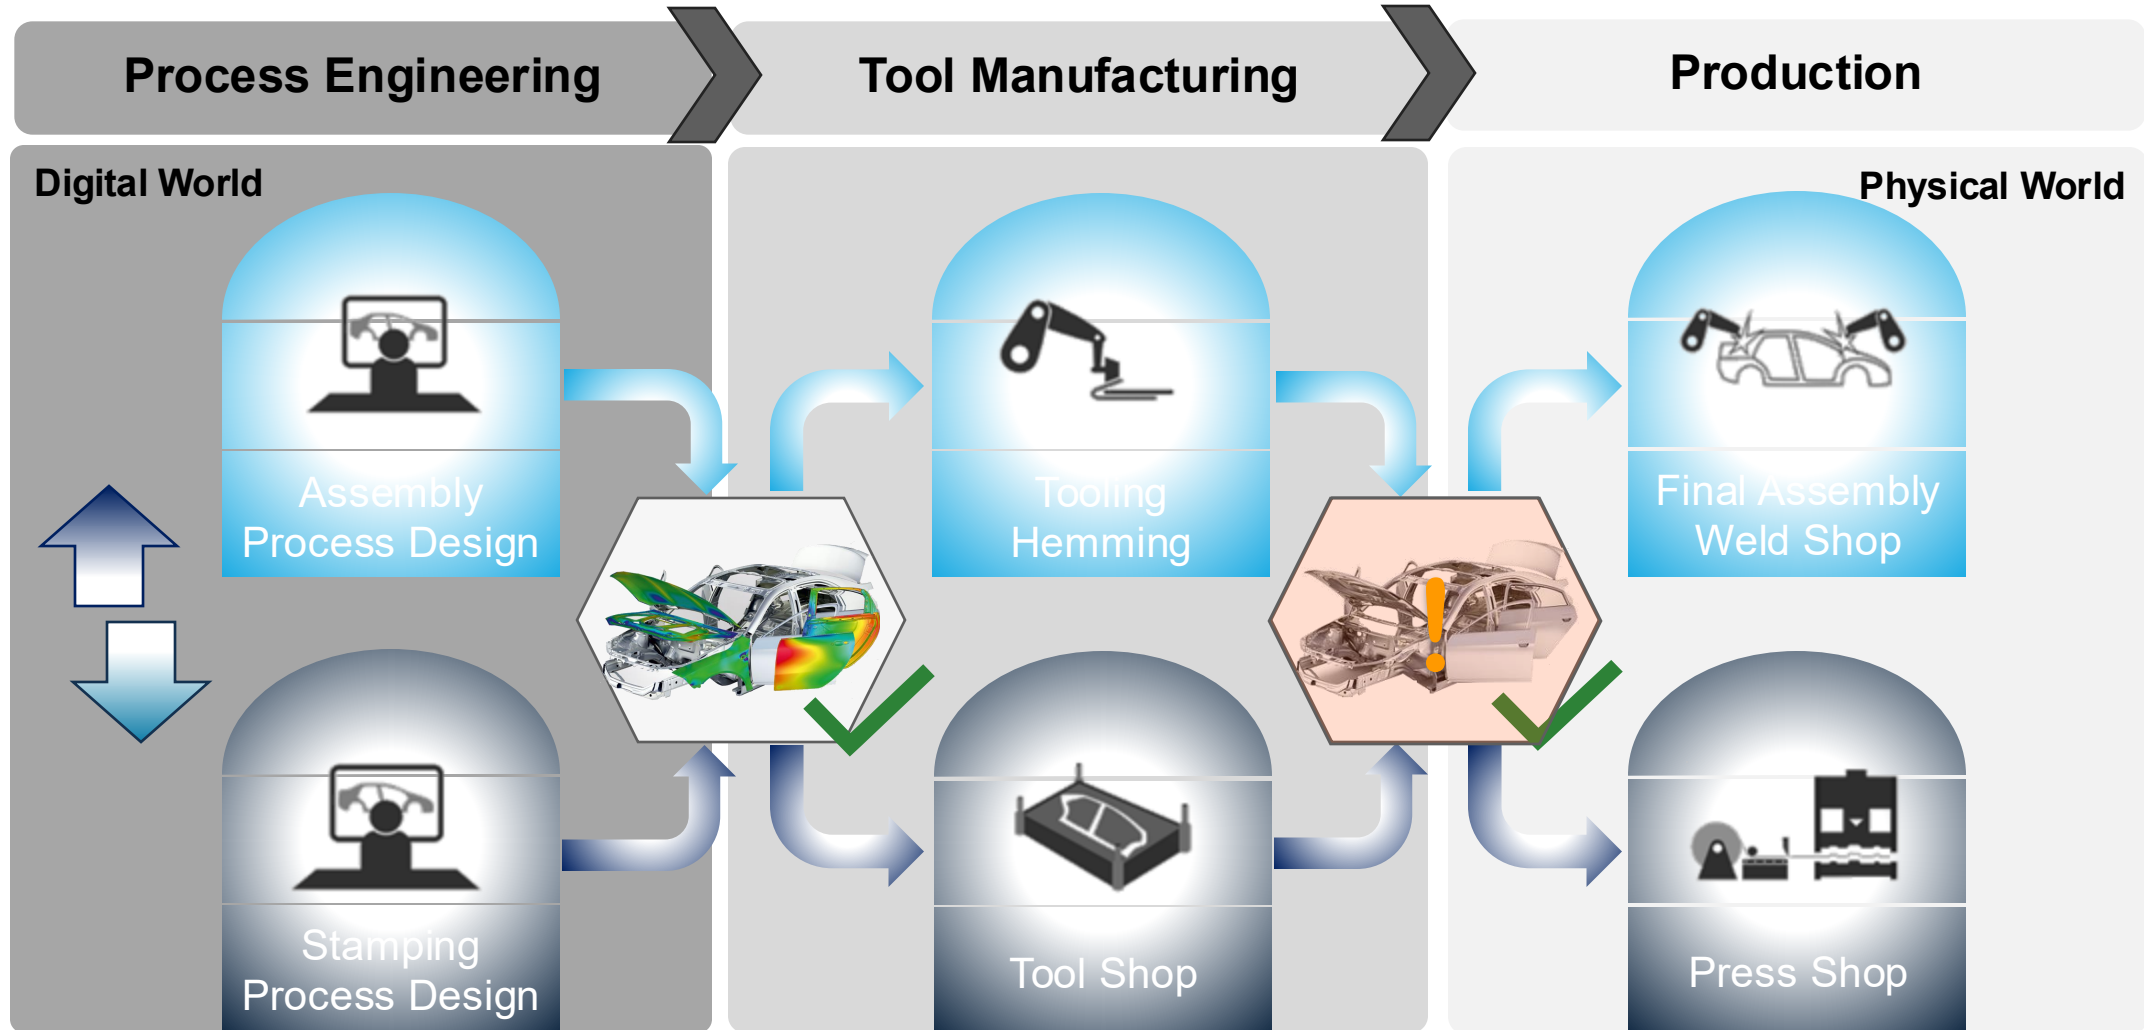 Process Engineering
Tool Manufacturing
Production
Digital World
Physical World
Assembly
Process Design
Tooling
Hemming
Final Assembly
Weld Shop
!
Stamping
Process Design
Tool Shop
Press Shop